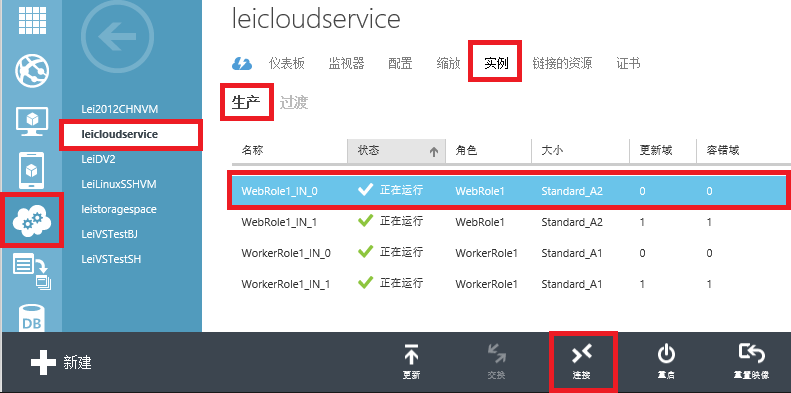 leicloudservice
仪表板 监视器 配置 缩放 实例 链接的资源 证书
生产 过渡
Lei2012CHNVM
leicloudservice
LeiDV2
LeiLinuxSSHVM
leistoragespace
LeiVSTestBJ
LeiVSTestSH
名称 状态 角色 大小 更新域 容错域
WebRole1_IN_0 正在运行 WebRole1 Standard_A2 0 0
WebRole1_IN_1 正在运行 WebRole1 Standard_A2 1 1
WorkerRole1_IN_0 正在运行 WorkerRole1 Standard_A1 0 0
WorkerRole1_IN_1 正在运行 WorkerRole1 Standard_A1 1 1
DB
新建 更新 交换 连接 重启 重置映像